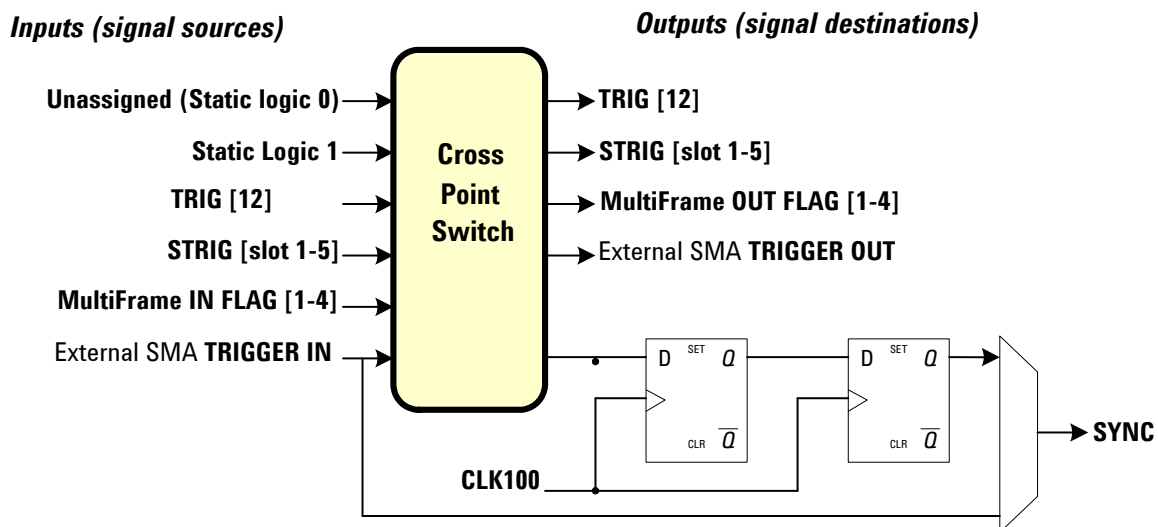 Inputs (signal sources)
Outputs (signal destinations)
Unassigned (Static logic 0)
Static Logic 1
TRIG [12]
STRIG [slot 1-5]
MultiFrame IN FLAG [1-4]
External SMA TRIGGER IN
Cross
Point
Switch
TRIG [12]
STRIG [slot 1-5]
MultiFrame OUT FLAG [1-4]
External SMA TRIGGER OUT
D SET Q
CLR Q
D SET Q
CLR Q
SYNC
CLK100